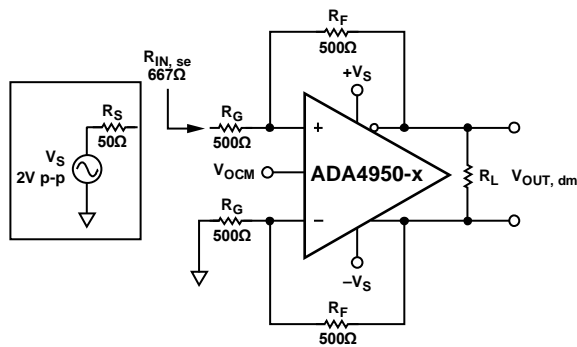 RF
500Ω
RIN, se
667Ω
+VS
RS
50Ω
RG
500Ω
+
VS
2V p-p
VOCM
ADA4950-x
RL
VOUT, dm
RG
500Ω
–
–VS
RF
500Ω